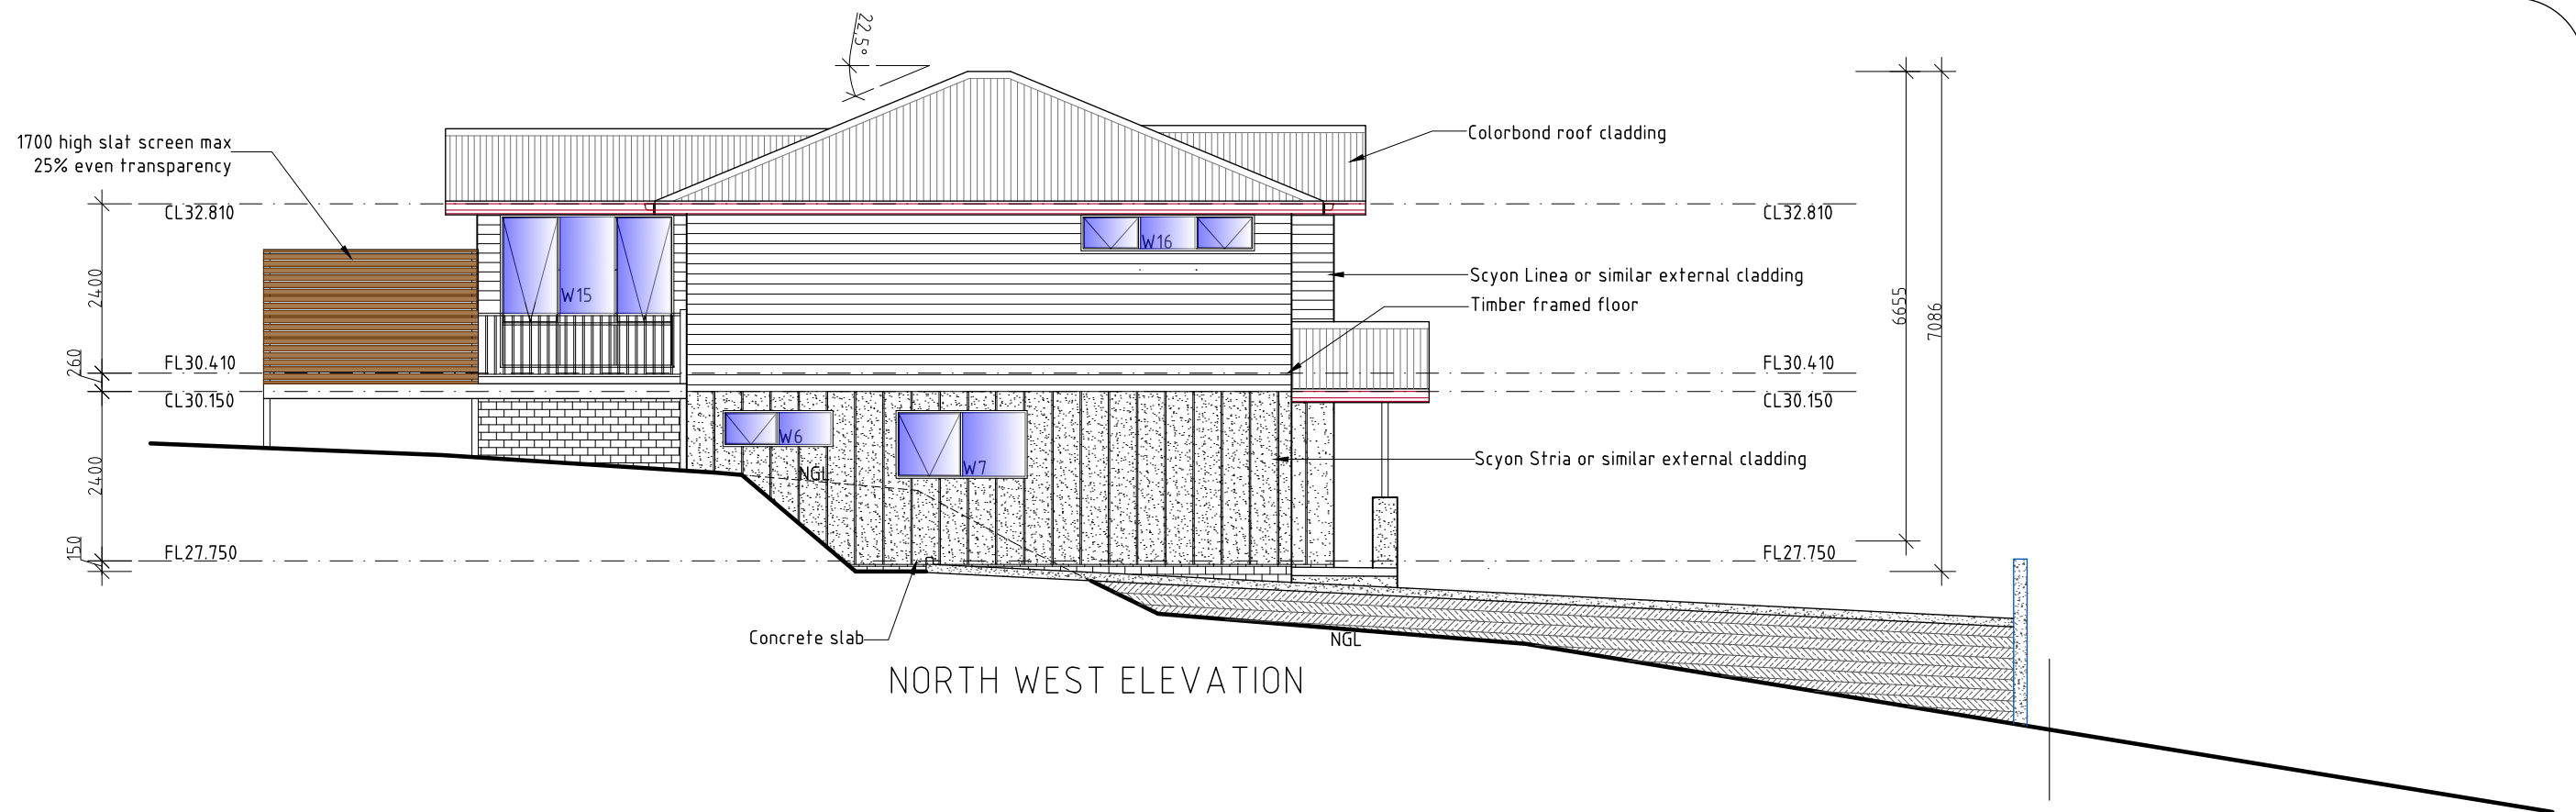 22.5°
1700 high slat screen max
25% even transparency
Colorbond roof cladding
CL32.810
CL32.810
W16
2400
W15
Scyon Linea or similar external cladding
Timber framed floor
6655
7086
260
FL30.410
FL30.410
CL30.150
CL30.150
W6
W7
NGL
2400
Scyon Stria or similar external cladding
150
FL27.750
FL27.750
Concrete slab
NGL
NORTH WEST ELEVATION